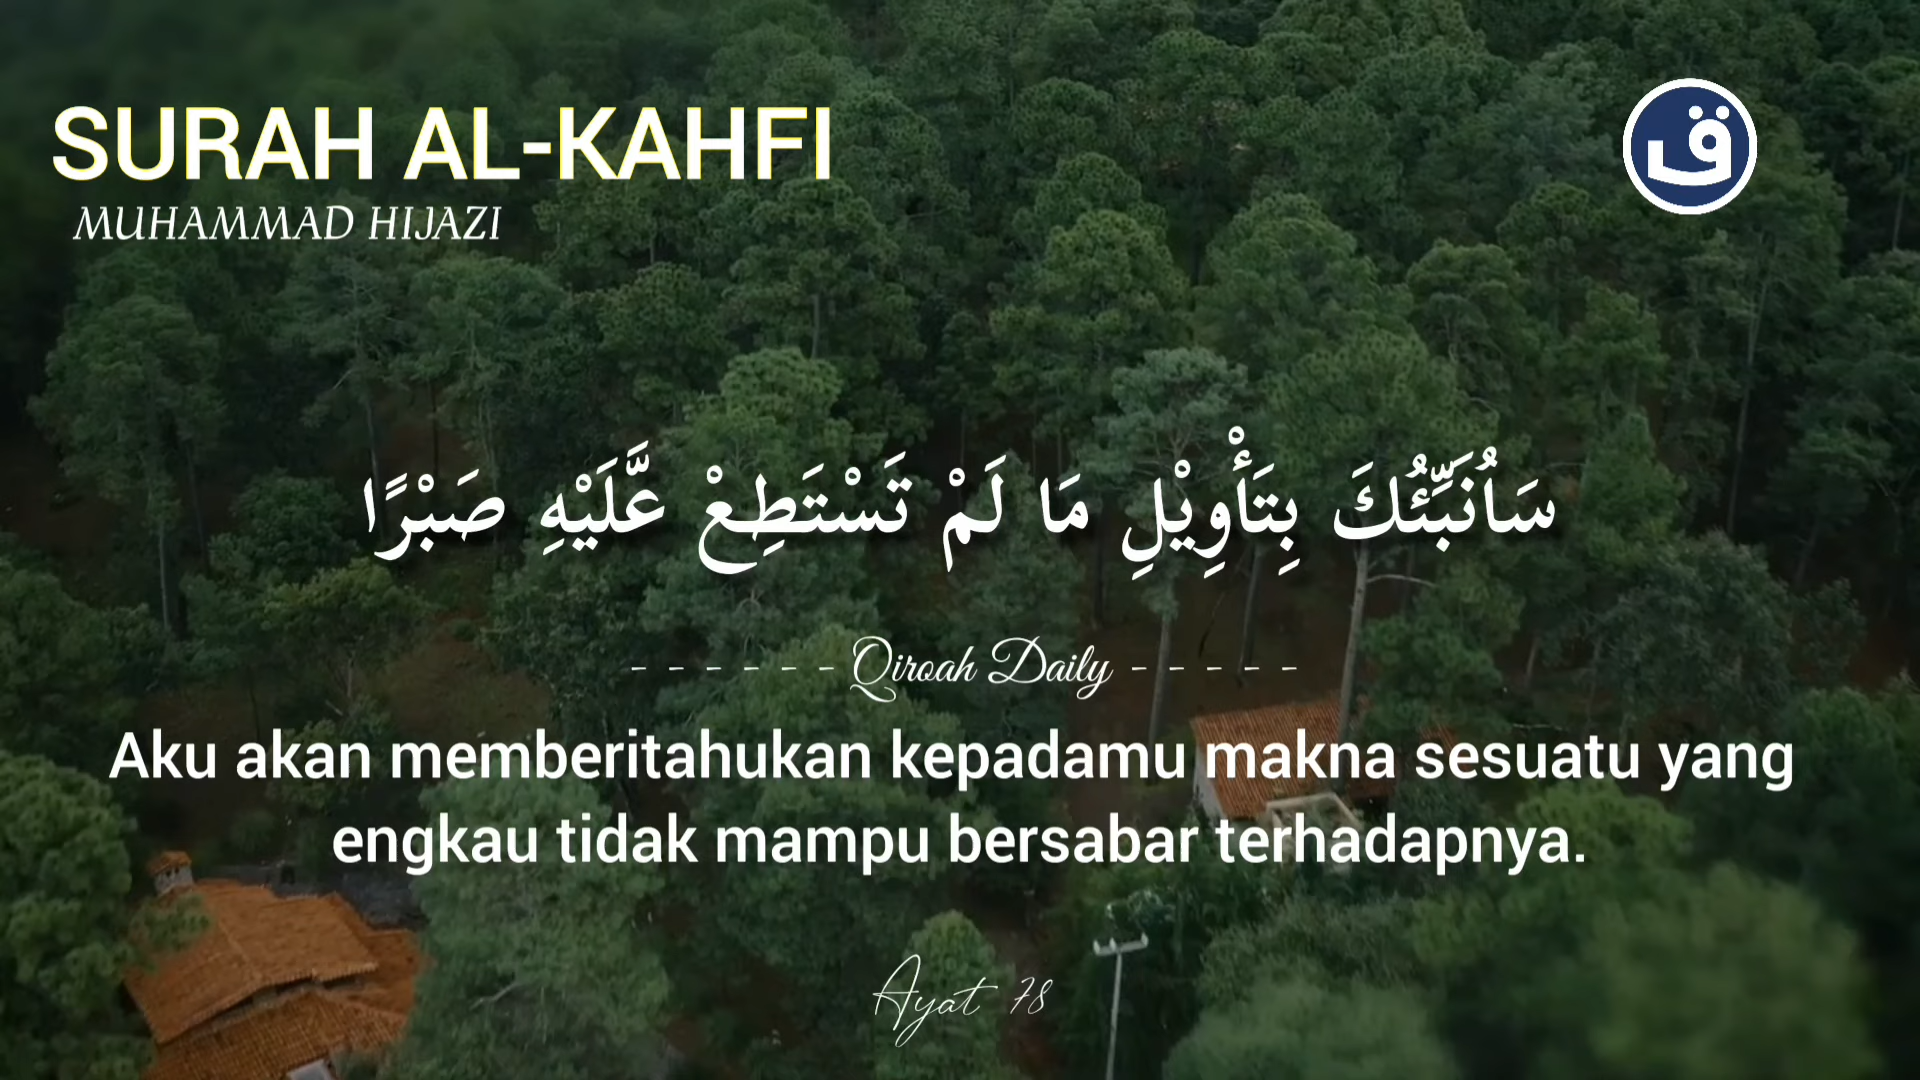 SURAH AL-KAHFI
MUHAMMAD HIJAZI
ق
سَاُنَبِّئُكَ بِتَأْوِيْلِ مَا لَمْ تَسْتَطِعْ عَّلَيْهِ صَبْرًا
- - - - - - Qiroah Daily - - - - -
Aku akan memberitahukan kepadamu makna sesuatu yang
engkau tidak mampu bersabar terhadapnya.
Ayat 78